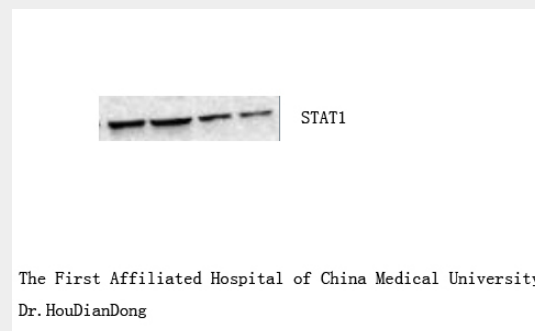 STAT1
The First Affiliated Hospital of China Medical University
Dr.HouDianDong